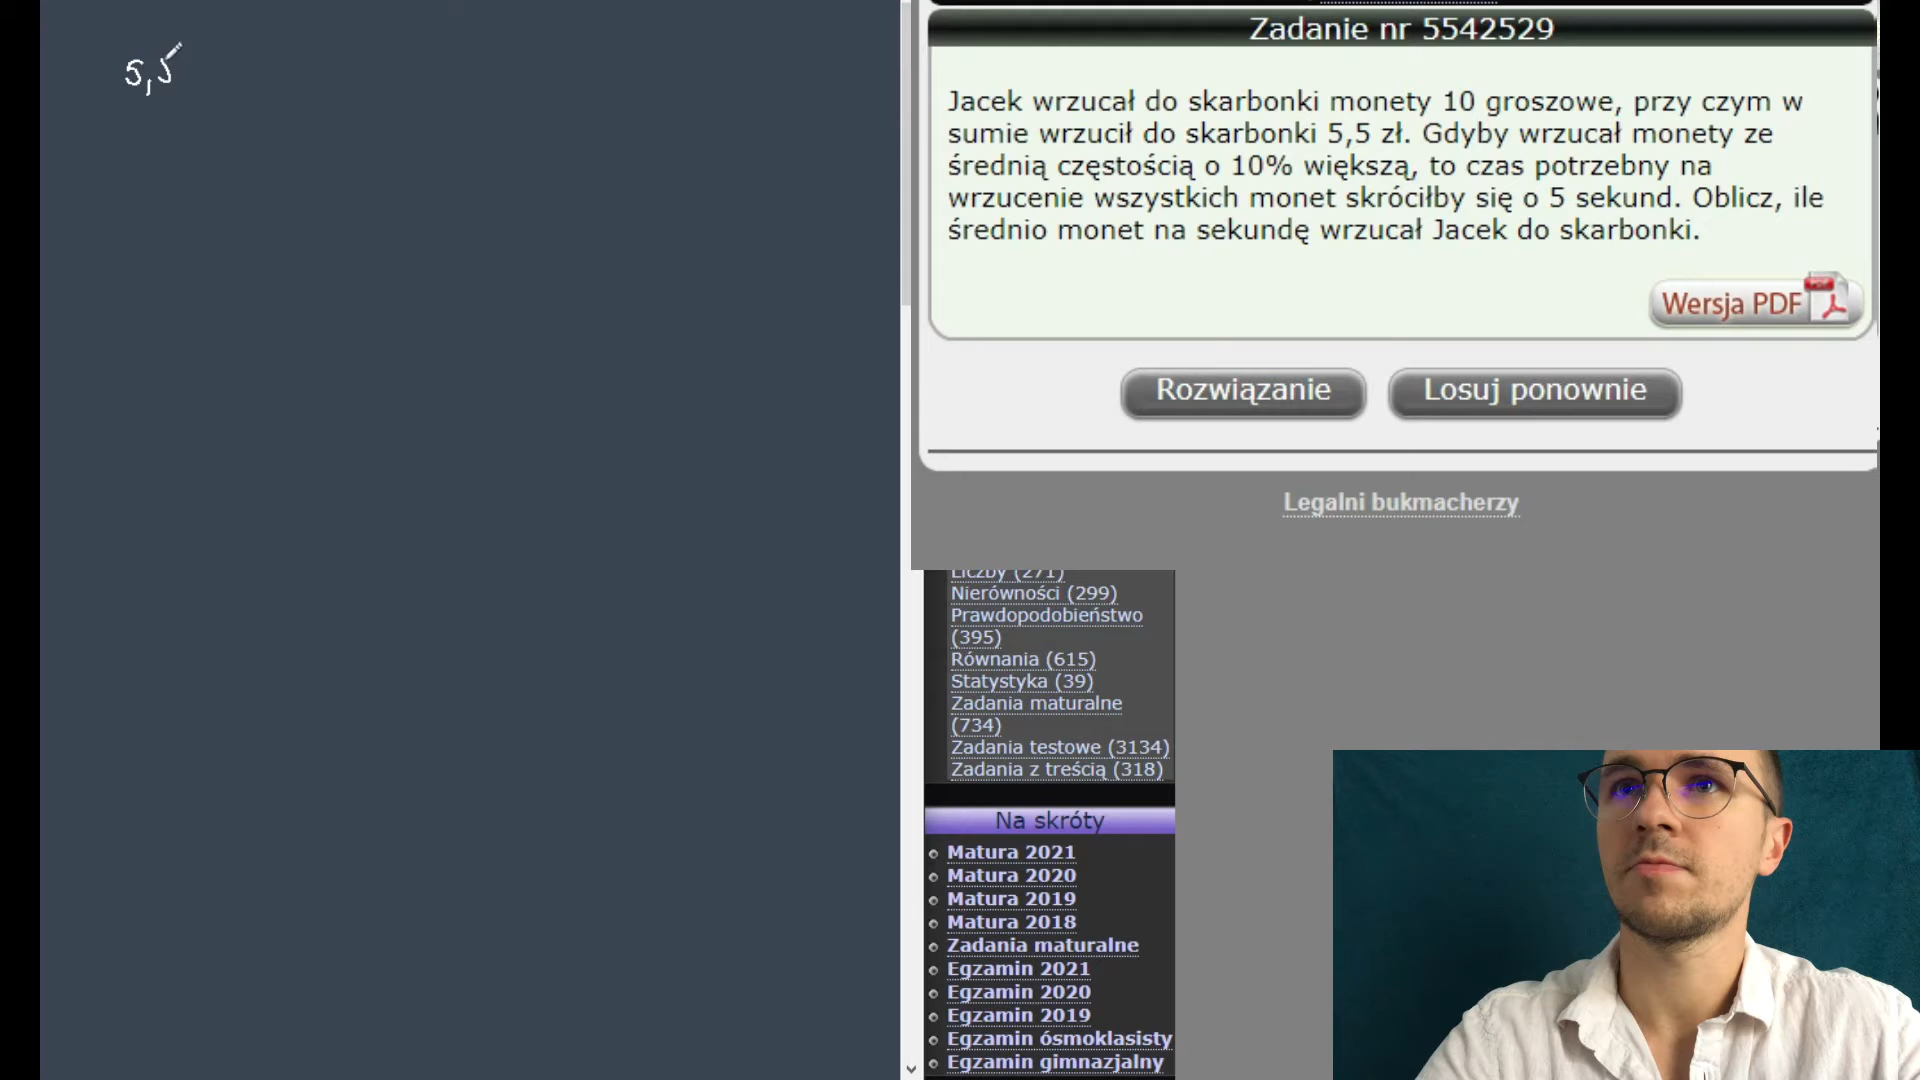 5,5
Zadanie nr 5542529
Jacek wrzucał do skarbonki monety 10 groszowe, przy czym w
sumie wrzucił do skarbonki 5,5 zł. Gdyby wrzucał monety ze
średnią częstością o 10% większą, to czas potrzebny na
wrzucenie wszystkich monet skróciłby się o 5 sekund. Oblicz, ile
średnio monet na sekundę wrzucał Jacek do skarbonki.
Wersja PDF
Rozwiązanie
Losuj ponownie
Legalni bukmacherzy
Liczby (271)
Nierówności (299)
Prawdopodobieństwo
(395)
Równania (615)
Statystyka (39)
Zadania maturalne
(734)
Zadania testowe (3134)
Zadania z treścią (318)
Na skróty
Matura 2021
Matura 2020
Matura 2019
Matura 2018
Zadania maturalne
Egzamin 2021
Egzamin 2020
Egzamin 2019
Egzamin ósmoklasisty
Egzamin gimnazjalny